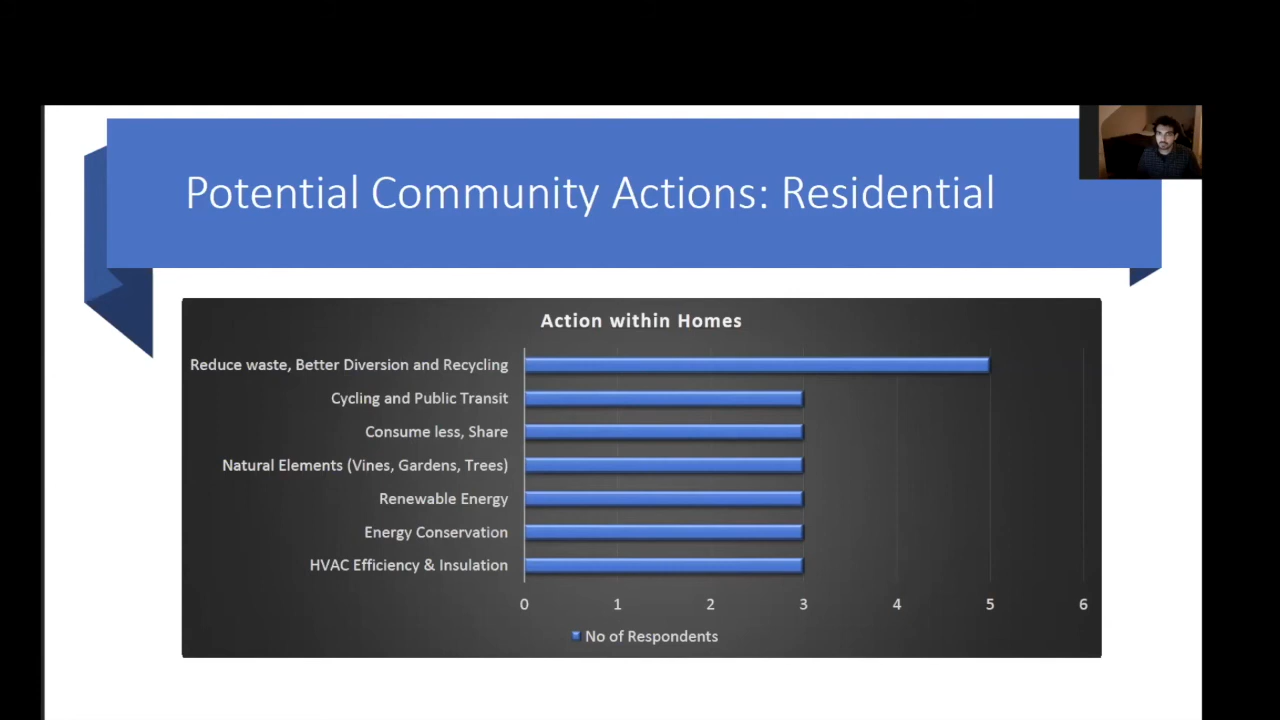 Potential Community Actions: Residential
Action within Homes
Reduce waste, Better Diversion and Recycling
Cycling and Public Transit
Consume less, Share
Natural Elements (Vines, Gardens, Trees)
Renewable Energy
Energy Conservation
HVAC Efficiency & Insulation
0 1 2 3 4 5 6
No of Respondents